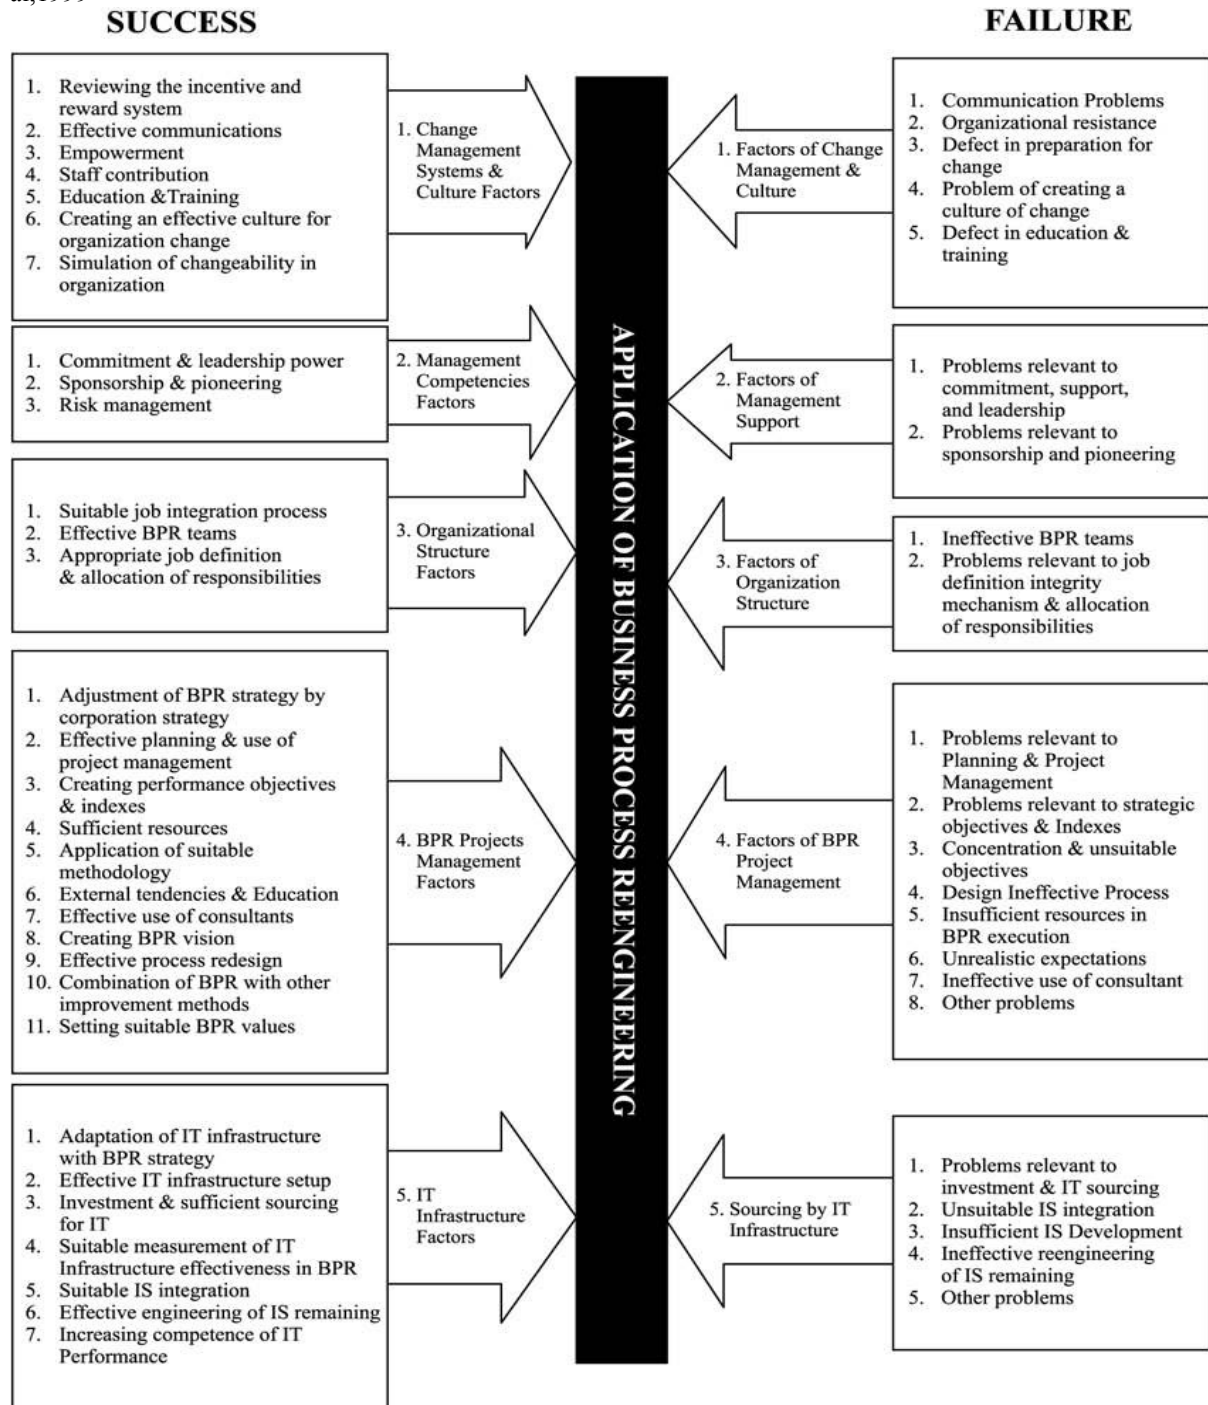 al,1999
SUCCESS
FAILURE
1. Reviewing the incentive and
reward system
2. Effective communications
3. Empowerment
4. Staff contribution
5. Education &Training
6. Creating an effective culture for
organization change
7. Simulation of changeability in
organization
1. Change
Management
Systems &
Culture Factors
1. Factors of Change
Management &
Culture
1. Communication Problems
2. Organizational resistance
3. Defect in preparation for
change
4. Problem of creating a
culture of change
5. Defect in education &
training
1. Commitment & leadership power
2. Sponsorship & pioneering
3. Risk management
2. Management
Competencies
Factors
2. Factors of
Management
Support
1. Problems relevant to
commitment, support,
and leadership
2. Problems relevant to
sponsorship and pioneering
1. Suitable job integration process
2. Effective BPR teams
3. Appropriate job definition
& allocation of responsibilities
3. Organizational
Structure
Factors
3. Factors of
Organization
Structure
1. Ineffective BPR teams
2. Problems relevant to job
definition integrity
mechanism & allocation
of responsibilities
1. Adjustment of BPR strategy by
corporation strategy
2. Effective planning & use of
project management
3. Creating performance objectives
& indexes
4. Sufficient resources
5. Application of suitable
methodology
6. External tendencies & Education
7. Effective use of consultants
8. Creating BPR vision
9. Effective process redesign
10. Combination of BPR with other
improvement methods
11. Setting suitable BPR values
4. BPR Projects
Management
Factors
4. Factors of BPR
Project
Management
1. Problems relevant to
Planning & Project
Management
2. Problems relevant to strategic
objectives & Indexes
3. Concentration & unsuitable
objectives
4. Design Ineffective Process
5. Insufficient resources in
BPR execution
6. Unrealistic expectations
7. Ineffective use of consultant
8. Other problems
1. Adaptation of IT infrastructure
with BPR strategy
2. Effective IT infrastructure setup
3. Investment & sufficient sourcing
for IT
4. Suitable measurement of IT
Infrastructure effectiveness in BPR
5. Suitable IS integration
6. Effective engineering of IS remaining
7. Increasing competence of IT
Performance
5. IT
Infrastructure
Factors
5. Sourcing by IT
Infrastructure
1. Problems relevant to
investment & IT sourcing
2. Unsuitable IS integration
3. Insufficient IS Development
4. Ineffective reengineering
of IS remaining
5. Other problems
APPLICATION OF BUSINESS PROCESS REENGINEERING